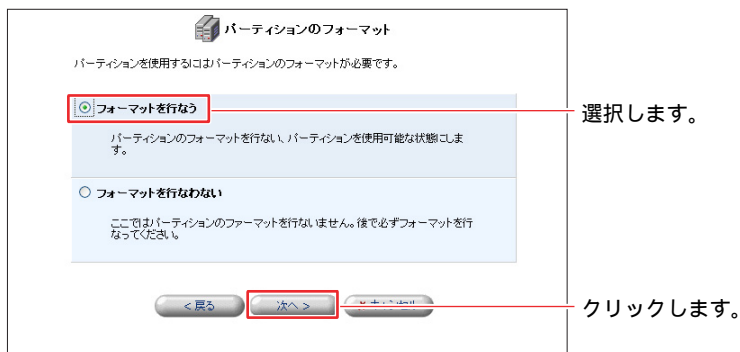 パーティションのフォーマット
パーティションを使用するにはパーティションのフォーマットが必要です。
フォーマットを行なう
選択します。
パーティションのフォーマットを行ない、パーティションを使用可能な状態にしま
す。
フォーマットを行なわない
ここではパーティションのファーマットを行ないません。後で必ずフォーマットを行
なってください。
< 戻る
次へ >
キャンセル
クリックします。